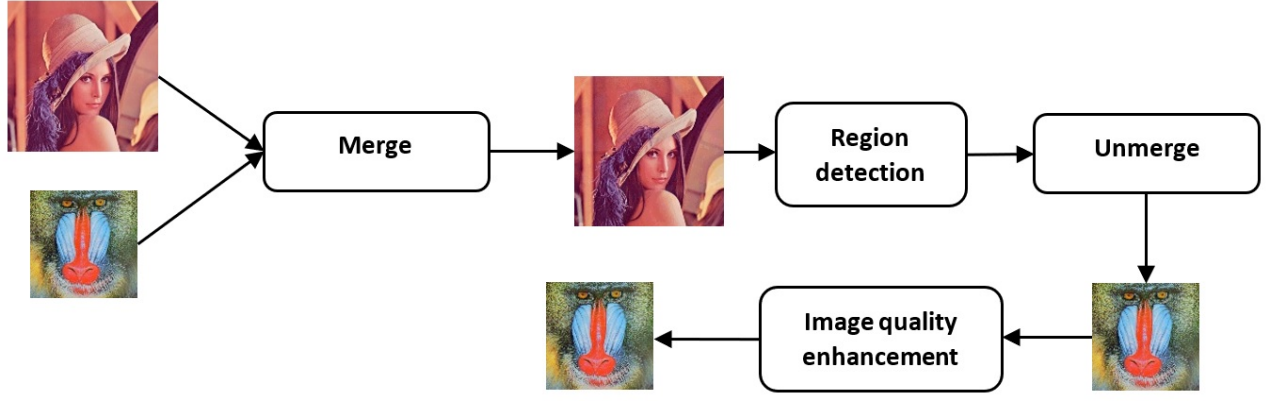 Merge
Region
detection
Unmerge
Image quality
enhancement